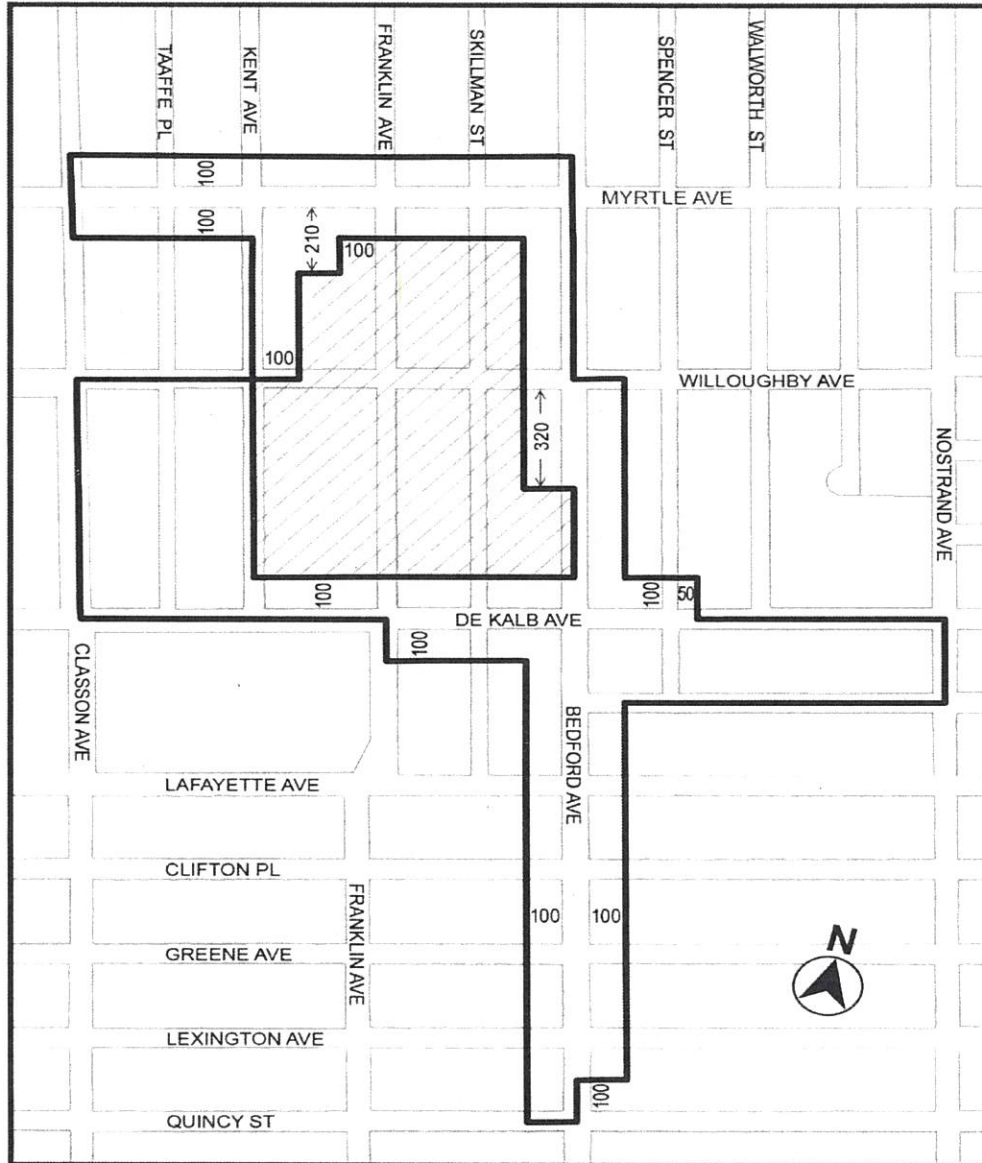 TAAFFE PL
KENT AVE
FRANKLIN AVE
SKILLMAN ST
SPENCER ST
WALWORTH ST
100
MYRTLE AVE
100
210
100
100
WILLOUGHBY AVE
320
NOSTRAND AVE
100
100
50
DE KALB AVE
100
CLASSON AVE
BEDFORD AVE
LAFAYETTE AVE
CLIFTON PL
FRANKLIN AVE
100
100
GREENE AVE
N
LEXINGTON AVE
100
QUINCY ST